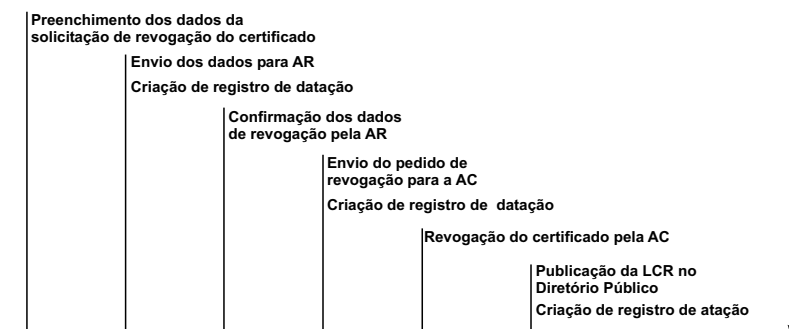 Preenchimento dos dados da
solicitação de revogação do certificado
Envio dos dados para AR
Criação de registro de datação
Confirmação dos dados
de revogação pela AR
Envio do pedido de
revogação para a AC
Criação de registro de datação
Revogação do certificado pela AC
Publicação da LCR no
Diretório Público
Criação de registro de atação